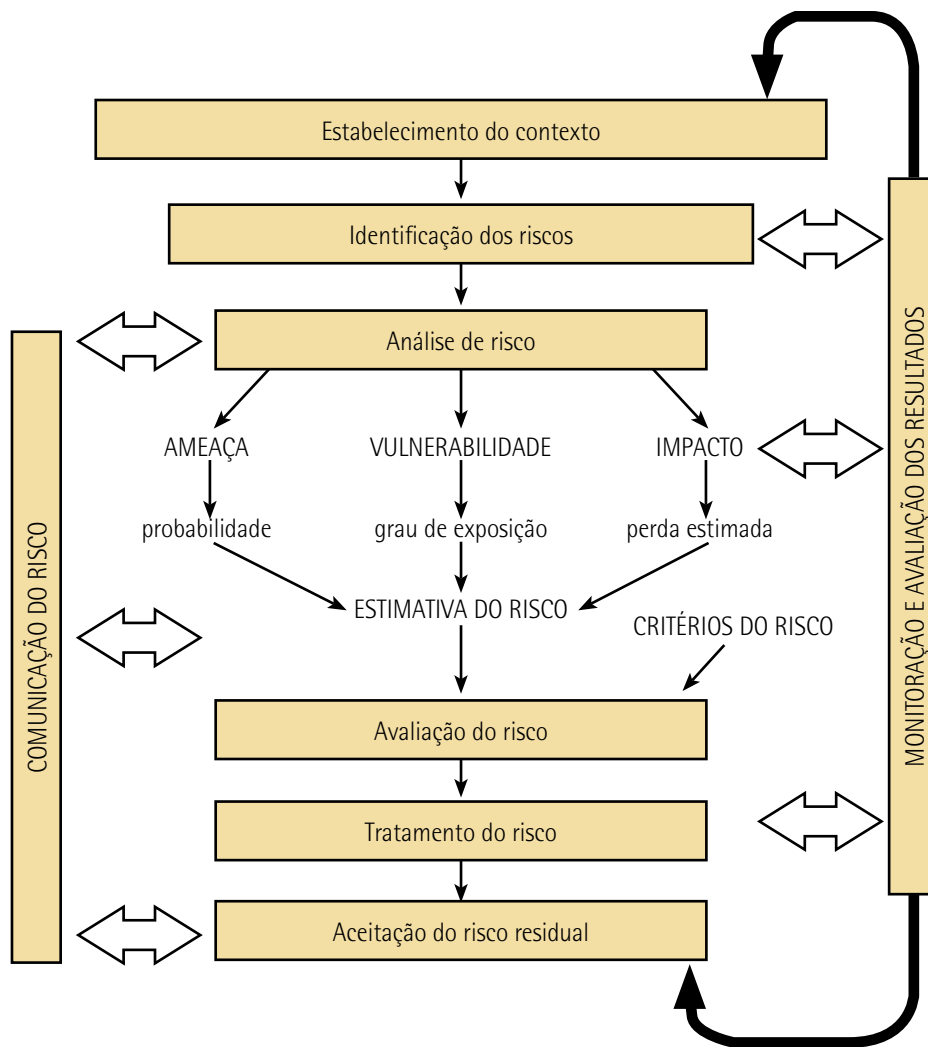 Estabelecimento do contexto
Identificação dos riscos
Análise de risco
AMEAÇA
VULNERABILIDADE
IMPACTO
probabilidade
grau de exposição
perda estimada
ESTIMATIVA DO RISCO
CRITÉRIOS DO RISCO
Avaliação do risco
Tratamento do risco
Aceitação do risco residual
COMUNICAÇÃO DO RISCO
MONITORAÇÃO E AVALIAÇÃO DOS RESULTADOS